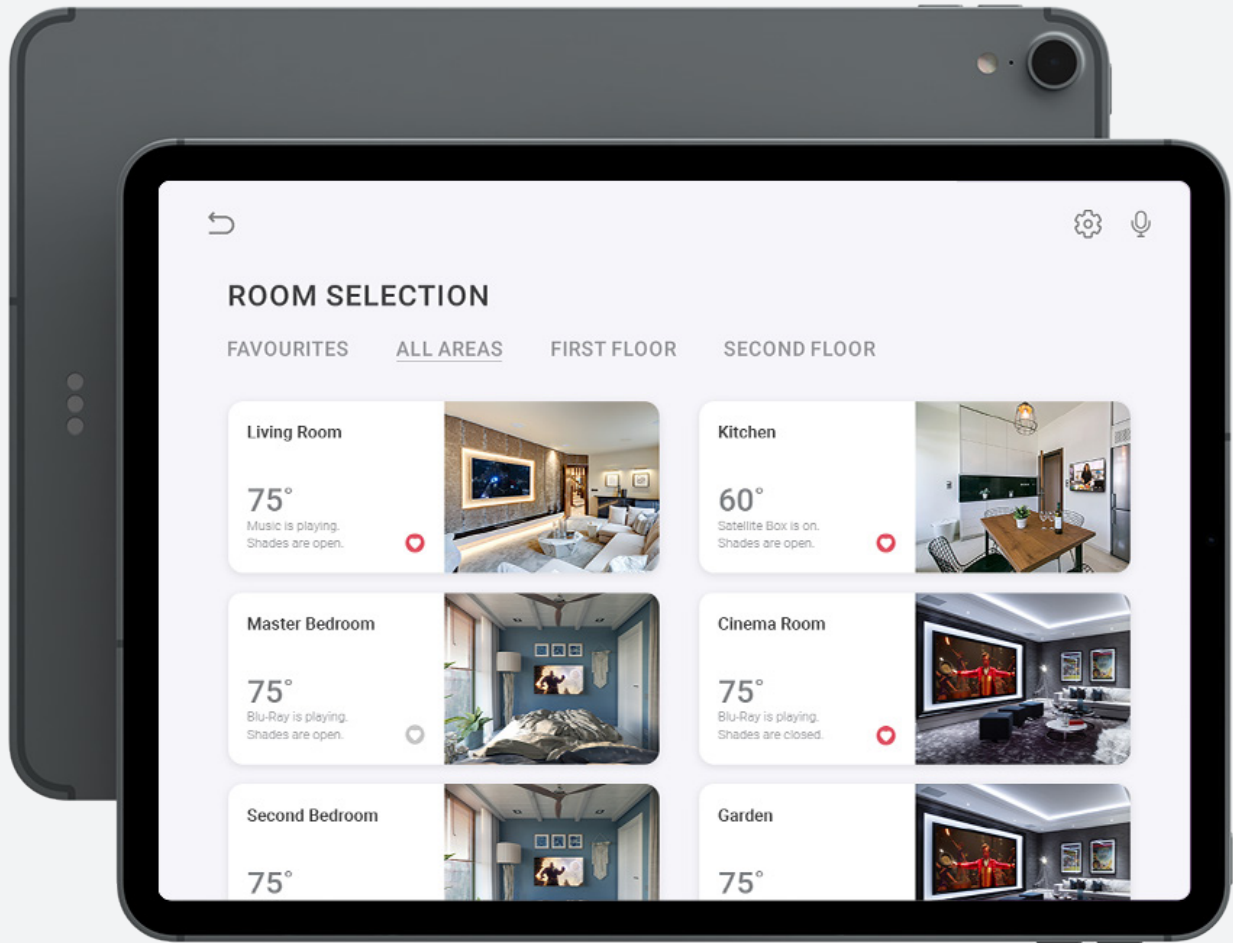 ROOM SELECTION
FAVOURITES ALL AREAS FIRST FLOOR SECOND FLOOR
Living Room
75°
Music is playing.
Shades are open.
Kitchen
60°
Satellite Box is on.
Shades are open.
Master Bedroom
75°
Blu-Ray is playing.
Shades are open.
Cinema Room
75°
Blu-Ray is playing.
Shades are closed.
Second Bedroom
75°
Garden
75°